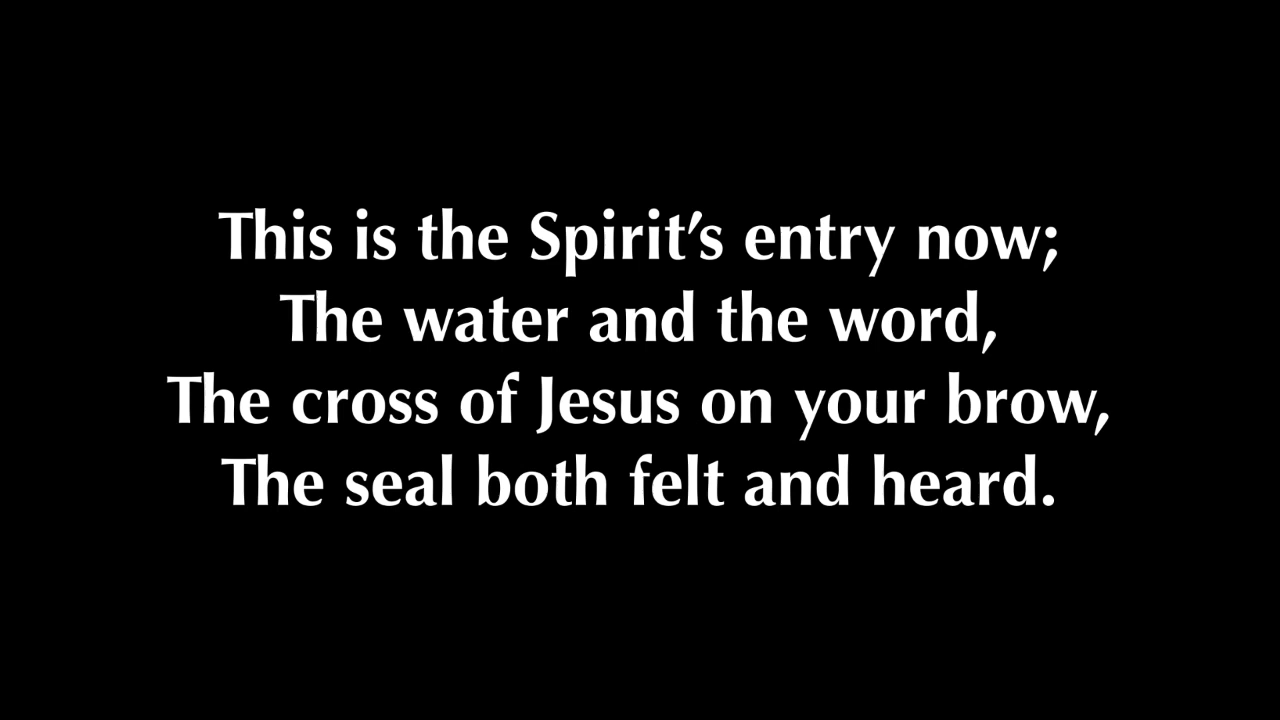 This is the Spirit’s entry now;
The water and the word,
The cross of Jesus on your brow,
The seal both felt and heard.